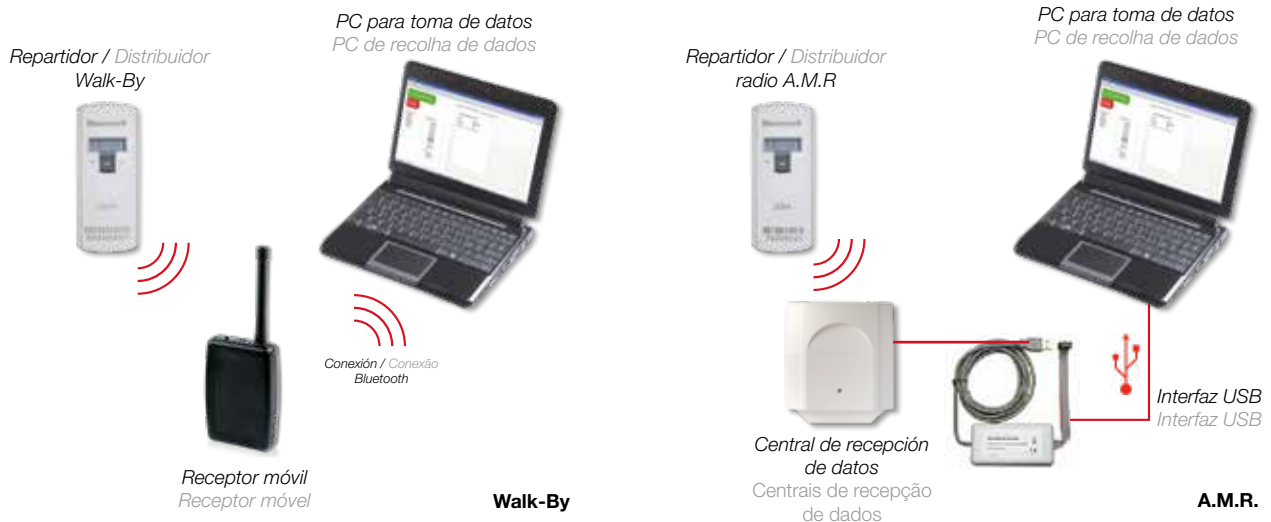 PC para toma de datos
PC de recolha de dados
Repartidor / Distribuidor
Walk-By
Conexión / Conexão
Bluetooth
Receptor móvil
Receptor móvel
Walk-By
PC para toma de datos
PC de recolha de dados
Repartidor / Distribuidor
radio A.M.R
Interfaz USB
Interfaz USB
Central de recepción
de datos
Centrais de recepção
de dados
A.M.R.